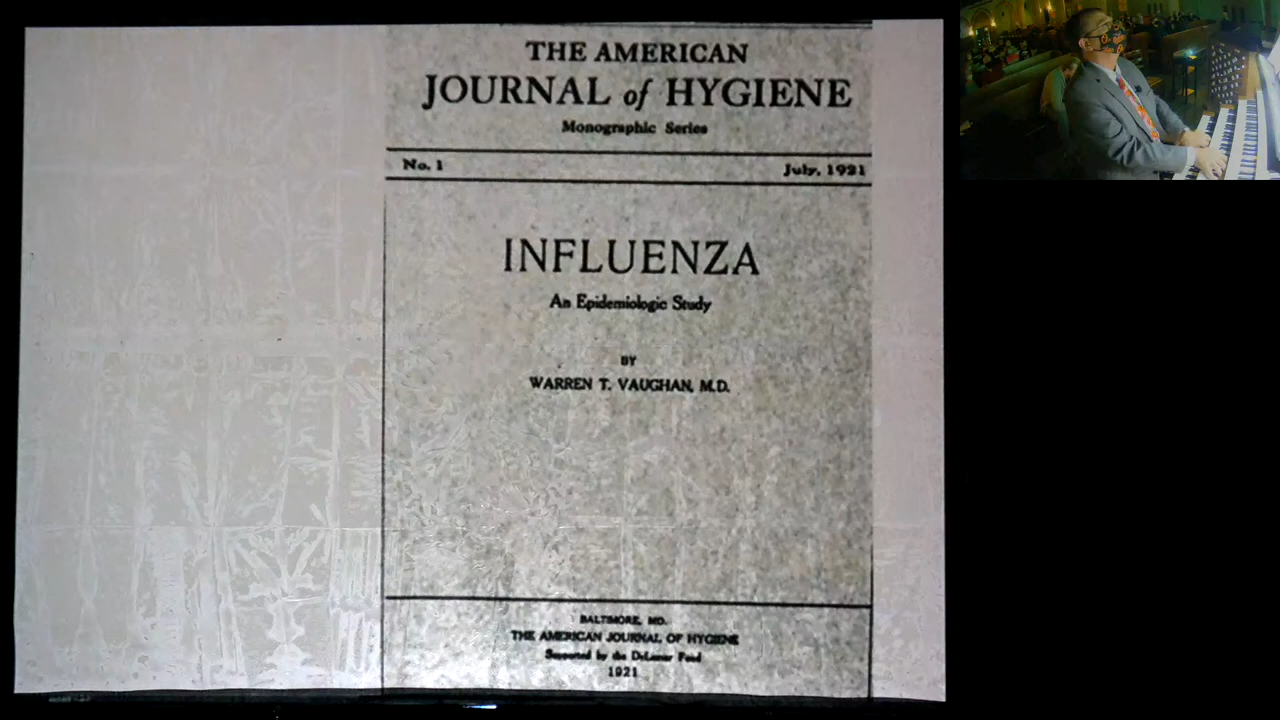 THE AMERICAN
JOURNAL of HYGIENE
Monographic Series
No. 1 July, 1921
INFLUENZA
An Epidemiologic Study
BY
WARREN T. VAUGHAN, M.D.
BALTIMORE, MD.
THE AMERICAN JOURNAL OF HYGIENE
Supported by the DeLamar Fund
1921